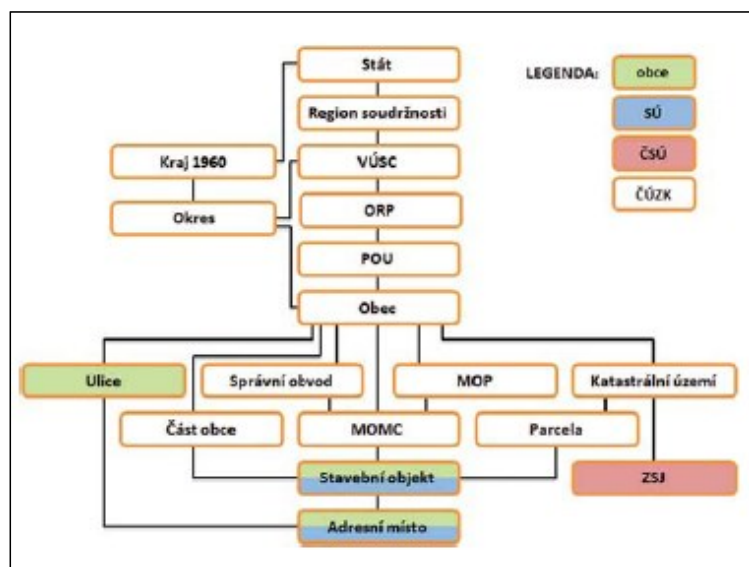 Stát
LEGENDA:
obce
Region soudržnosti
SÚ
Kraj 1960
VÚSC
ČSÚ
Okres
ORP
ČÚZK
POU
Obec
Ulice
Správní obvod
MOP
Katastrální území
Část obce
MOMC
Parcela
Stavební objekt
ZSJ
Adresní místo